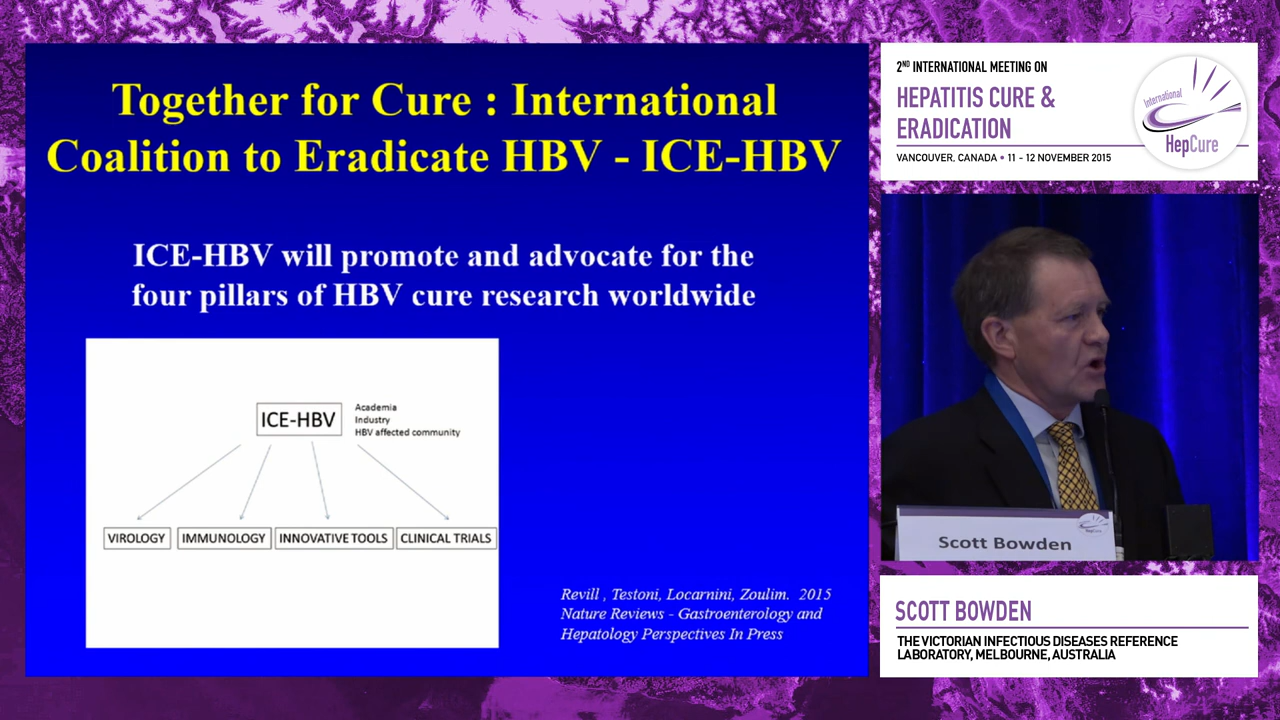 Together for Cure : International
Coalition to Eradicate HBV - ICE-HBV
ICE-HBV will promote and advocate for the
four pillars of HBV cure research worldwide
ICE-HBV
Academia
Industry
HBV affected community
VIROLOGY
IMMUNOLOGY
INNOVATIVE TOOLS
CLINICAL TRIALS
Revill , Testoni, Locarnini, Zoulim. 2015
Nature Reviews - Gastroenterology and
Hepatology Perspectives In Press
2ND INTERNATIONAL MEETING ON
HEPATITIS CURE &
ERADICATION
VANCOUVER, CANADA • 11 - 12 NOVEMBER 2015
International
HepCure
Scott Bowden
SCOTT BOWDEN
THE VICTORIAN INFECTIOUS DISEASES REFERENCE
LABORATORY, MELBOURNE, AUSTRALIA